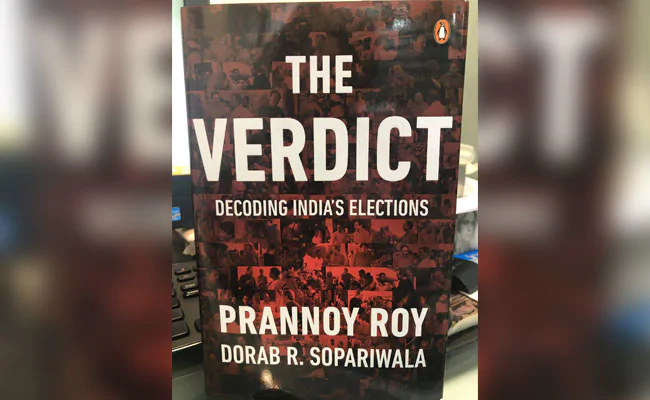 THE
VERDICT
DECODING INDIA'S ELECTIONS
PRANNOY ROY
DORAB R. SOPARIWALA